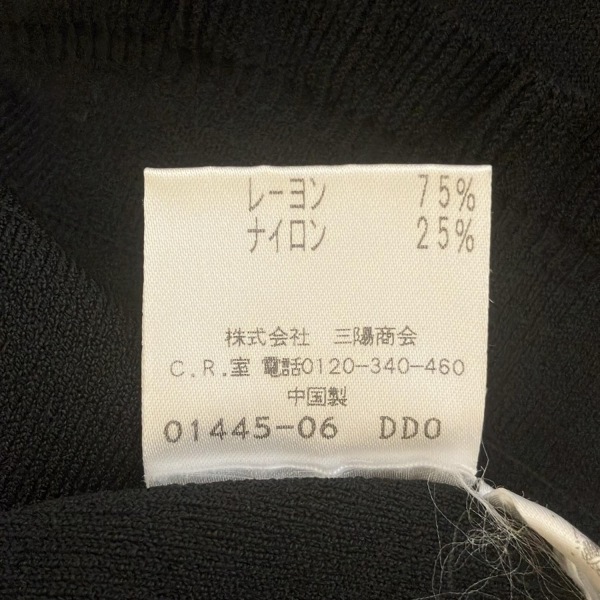 レーヨン 75%
ナイロン 25%
株式会社 三陽商会
C.R.室 電話0120-340-460
中国製
01445-06 DDO